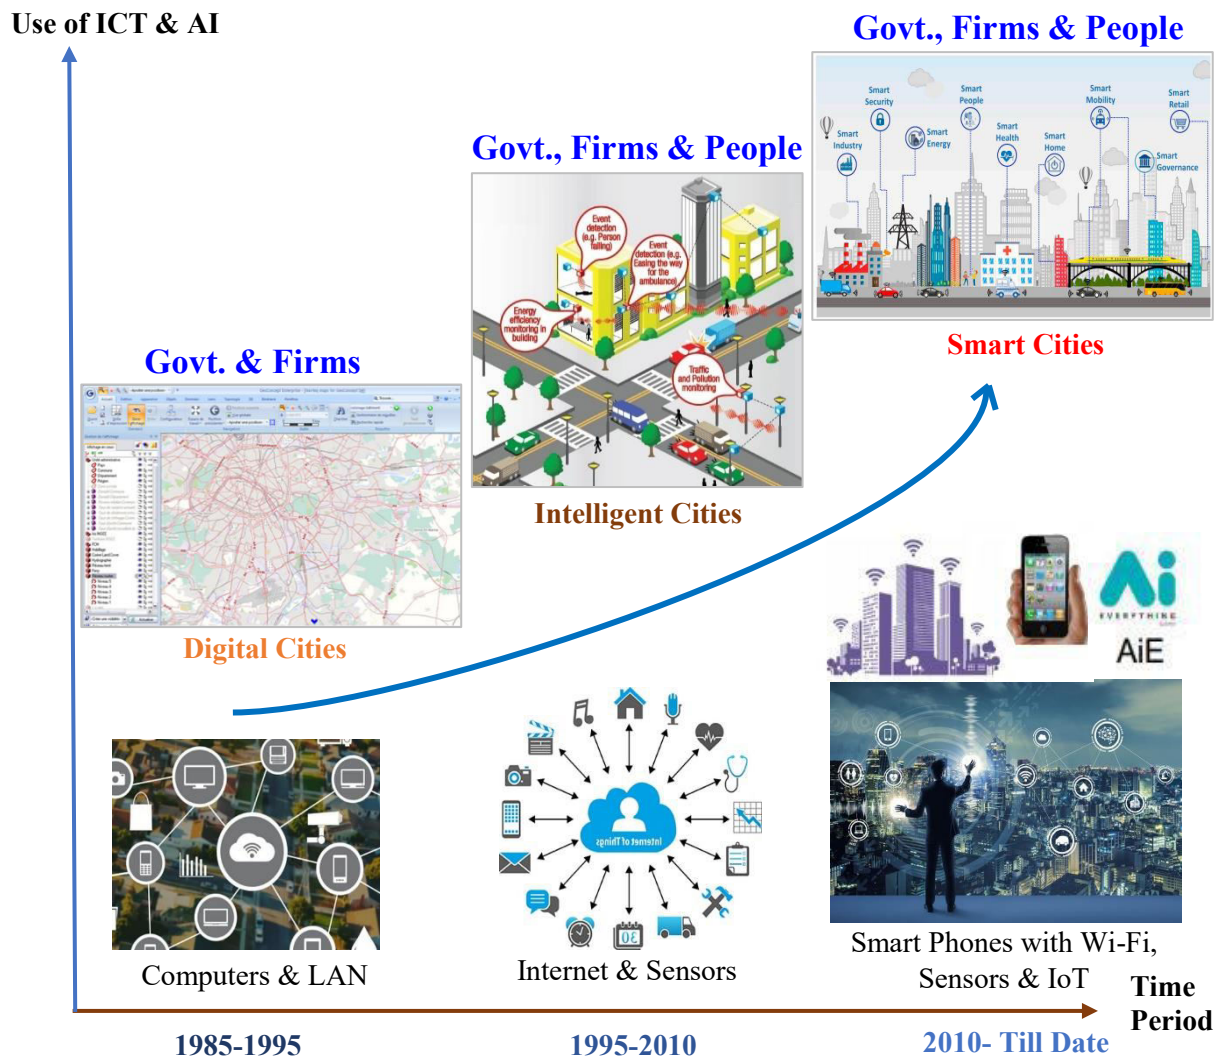 Use of ICT & AI
Govt., Firms & People
Smart Security
Smart People
Smart Mobility
Smart Retail
Smart Industry
Smart Energy
Smart Health
Smart Home
Smart Governance
Smart Cities
Govt., Firms & People
Event detection (e.g. Person falling)
Event detection (e.g. Easing the way for the ambulance)
Energy efficiency monitoring in building
Traffic and Pollution monitoring
Intelligent Cities
Govt. & Firms
Digital Cities
Ai
EVERYTHING
AiE
Internet of Things
30
Computers & LAN
Internet & Sensors
Smart Phones with Wi-Fi,
Sensors & IoT
Time
Period
1985-1995
1995-2010
2010- Till Date